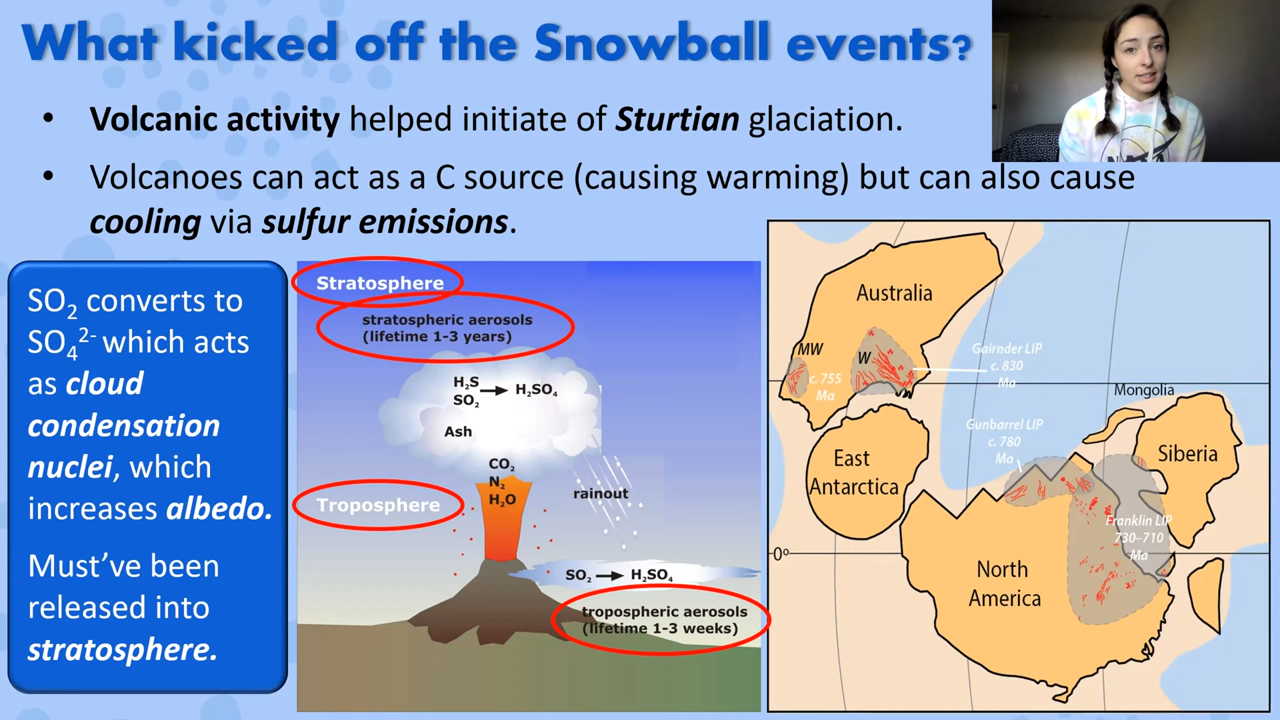 What kicked off the Snowball events?
• Volcanic activity helped initiate of Sturtian glaciation.
• Volcanoes can act as a C source (causing warming) but can also cause
cooling via sulfur emissions.
SO₂ converts to
SO₄²⁻ which acts
as cloud
condensation
nuclei, which
increases albedo.
Must’ve been
released into
stratosphere.
Stratosphere
stratospheric aerosols
(lifetime 1-3 years)
H₂S
SO₂ → H₂SO₄
Ash
CO₂
N₂
H₂O
rainout
Troposphere
SO₂ → H₂SO₄
tropospheric aerosols
(lifetime 1-3 weeks)
Australia
MW
W
c. 755
Ma
Gairnder LIP
c. 830
Ma
Mongolia
Gunbarrel LIP
c. 780
Ma
East
Antarctica
Siberia
Franklin LIP
730–710
Ma
0º
North
America